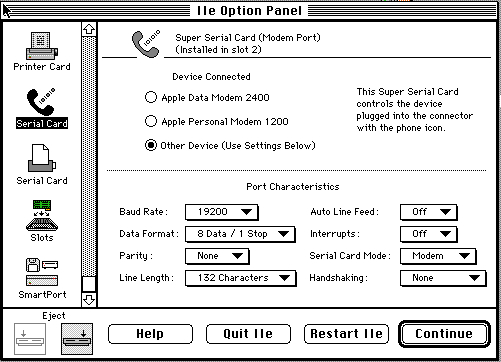 IIe Option Panel
Printer Card
Serial Card
Serial Card
Slots
SmartPort
Super Serial Card (Modem Port)
(Installed in slot 2)
Device Connected
Apple Data Modem 2400
Apple Personal Modem 1200
Other Device (Use Settings Below)
This Super Serial Card
controls the device
plugged into the connector
with the phone icon.
Port Characteristics
Baud Rate: 19200
Auto Line Feed: Off
Data Format: 8 Data / 1 Stop
Interrupts: Off
Parity: None
Serial Card Mode: Modem
Line Length: 132 Characters
Handshaking: None
Eject
Help
Quit IIe
Restart IIe
Continue